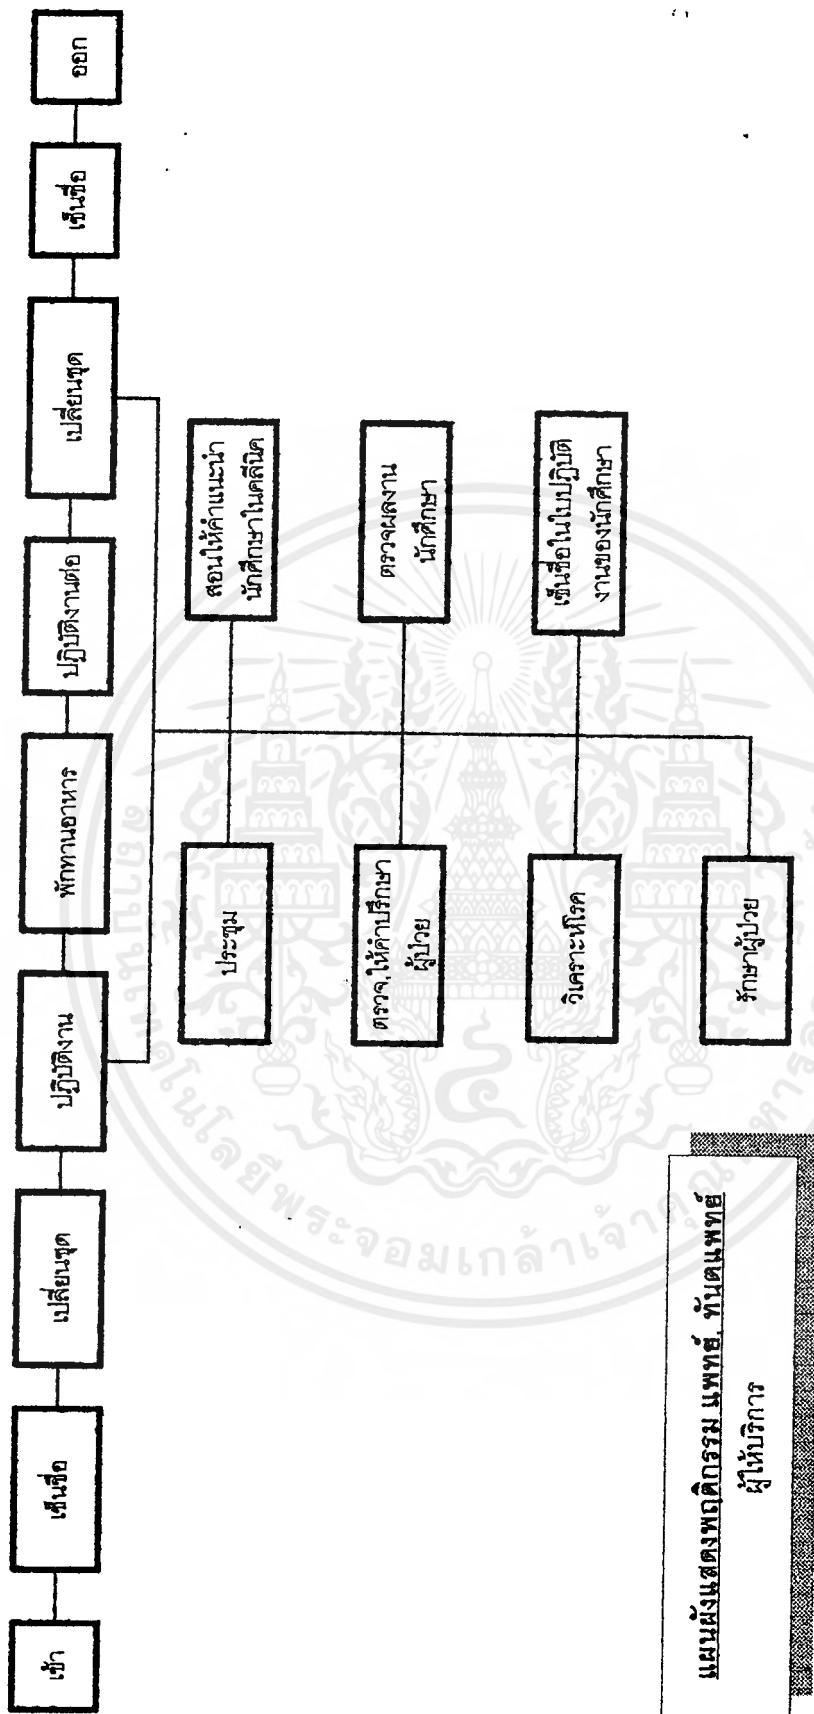 เข้า
เซ็นชื่อ
เปลี่ยนชุด
ปฏิบัติงาน
พักทานอาหาร
ปฏิบัติงานต่อ
เปลี่ยนชุด
เซ็นชื่อ
ออก
ประชุม
สอนให้คำแนะนำ
นักศึกษาในคลีนิค
ตรวจ,ให้คำปรึกษา
ผู้ป่วย
ตรวจผลงาน
นักศึกษา
วิเคราะห์โรค
เซ็นชื่อในใบปฏิบัติ
งานของนักศึกษา
รักษาผู้ป่วย
แผนผังแสดงพฤติกรรม แพทย์, ทันตแพทย์
ผู้ให้บริการ